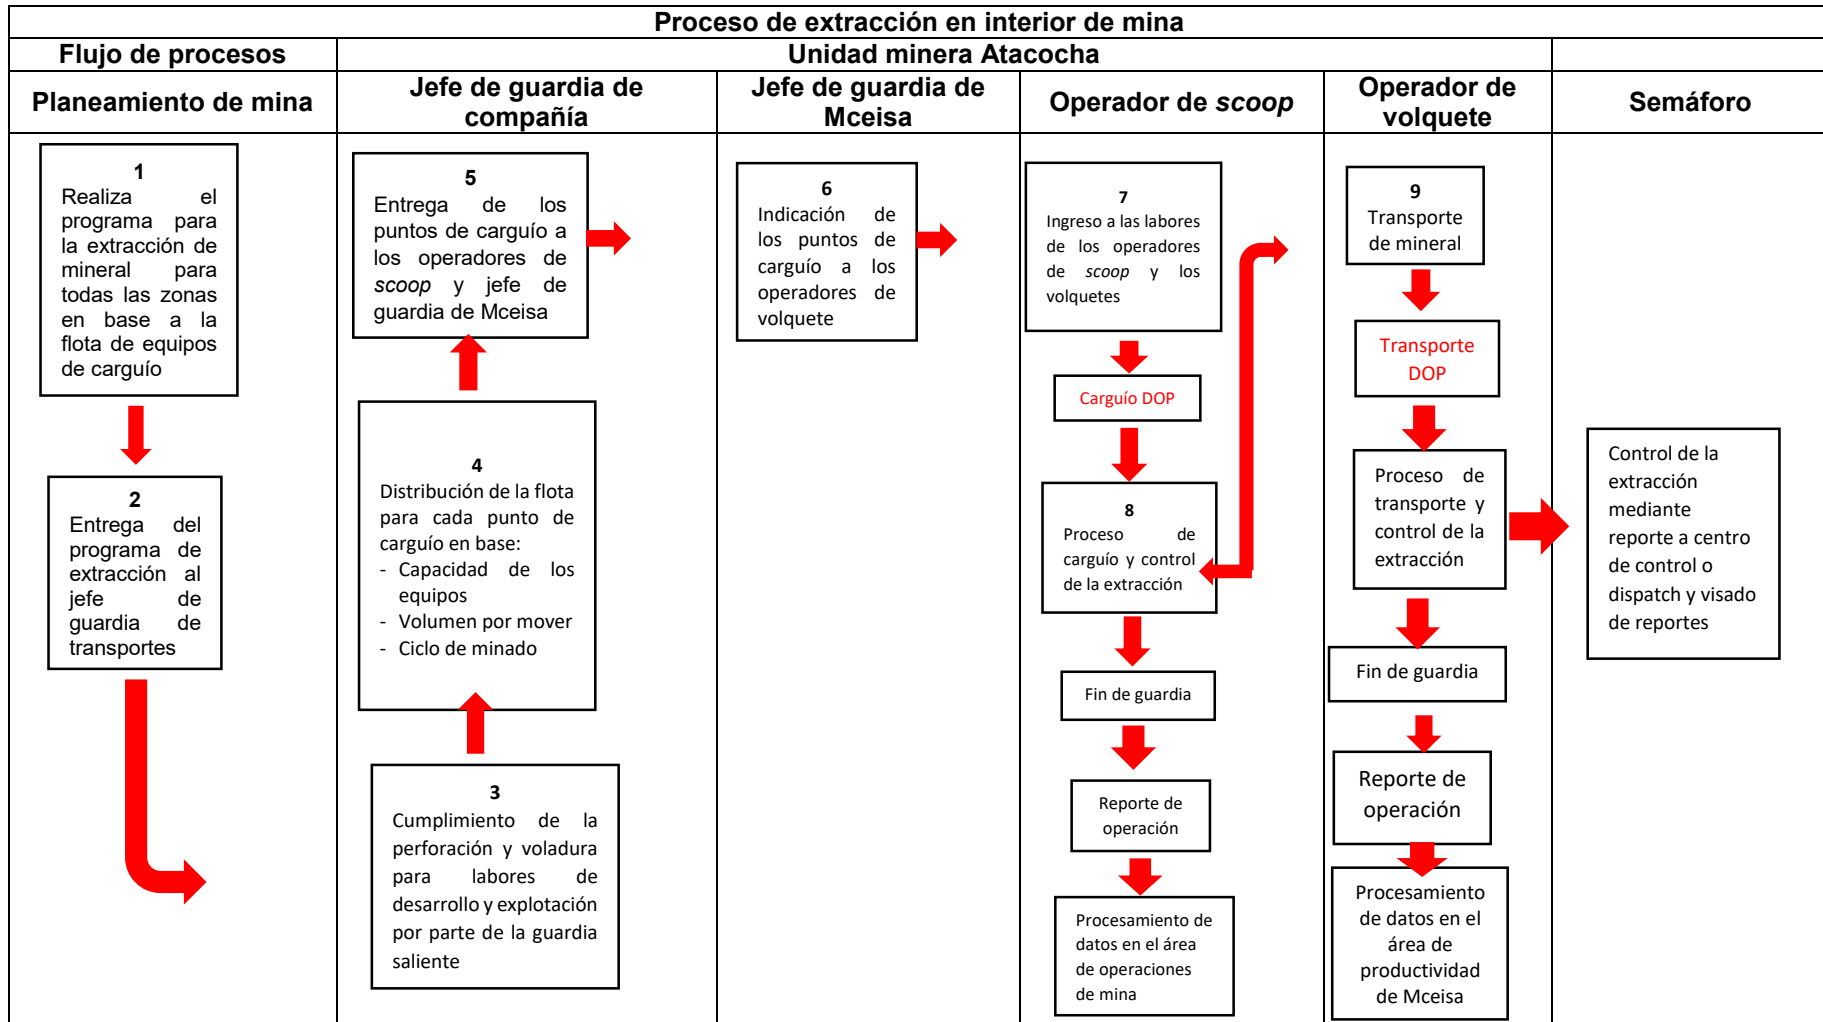 Proceso de extracción en interior de mina
Flujo de procesos
Unidad minera Atacocha
Planeamiento de mina
Jefe de guardia de
compañía
Jefe de guardia de
Mceisa
Operador de scoop
Operador de
volquete
Semáforo
1
Realiza el
programa para
la extracción de
mineral para
todas las zonas
en base a la
flota de equipos
de carguío
2
Entrega del
programa de
extracción al
jefe de
guardia de
transportes
5
Entrega de los
puntos de carguío a
los operadores de
scoop y jefe de
guardia de Mceisa
4
Distribución de la flota
para cada punto de
carguío en base:
- Capacidad de los
equipos
- Volumen por mover
- Ciclo de minado
3
Cumplimiento de la
perforación y voladura
para labores de
desarrollo y explotación
por parte de la guardia
saliente
6
Indicación de
los puntos de
carguío a los
operadores de
volquete
7
Ingreso a las labores
de los operadores
de scoop y los
volquetes
Carguío DOP
8
Proceso de
carguío y control
de la extracción
Fin de guardia
Reporte de
operación
Procesamiento de
datos en el área
de operaciones
de mina
9
Transporte
de mineral
Transporte
DOP
Proceso de
transporte y
control de la
extracción
Fin de guardia
Reporte de
operación
Procesamiento
de datos en el
área de
productividad
de Mceisa
Control de la
extracción
mediante
reporte a centro
de control o
dispatch y visado
de reportes